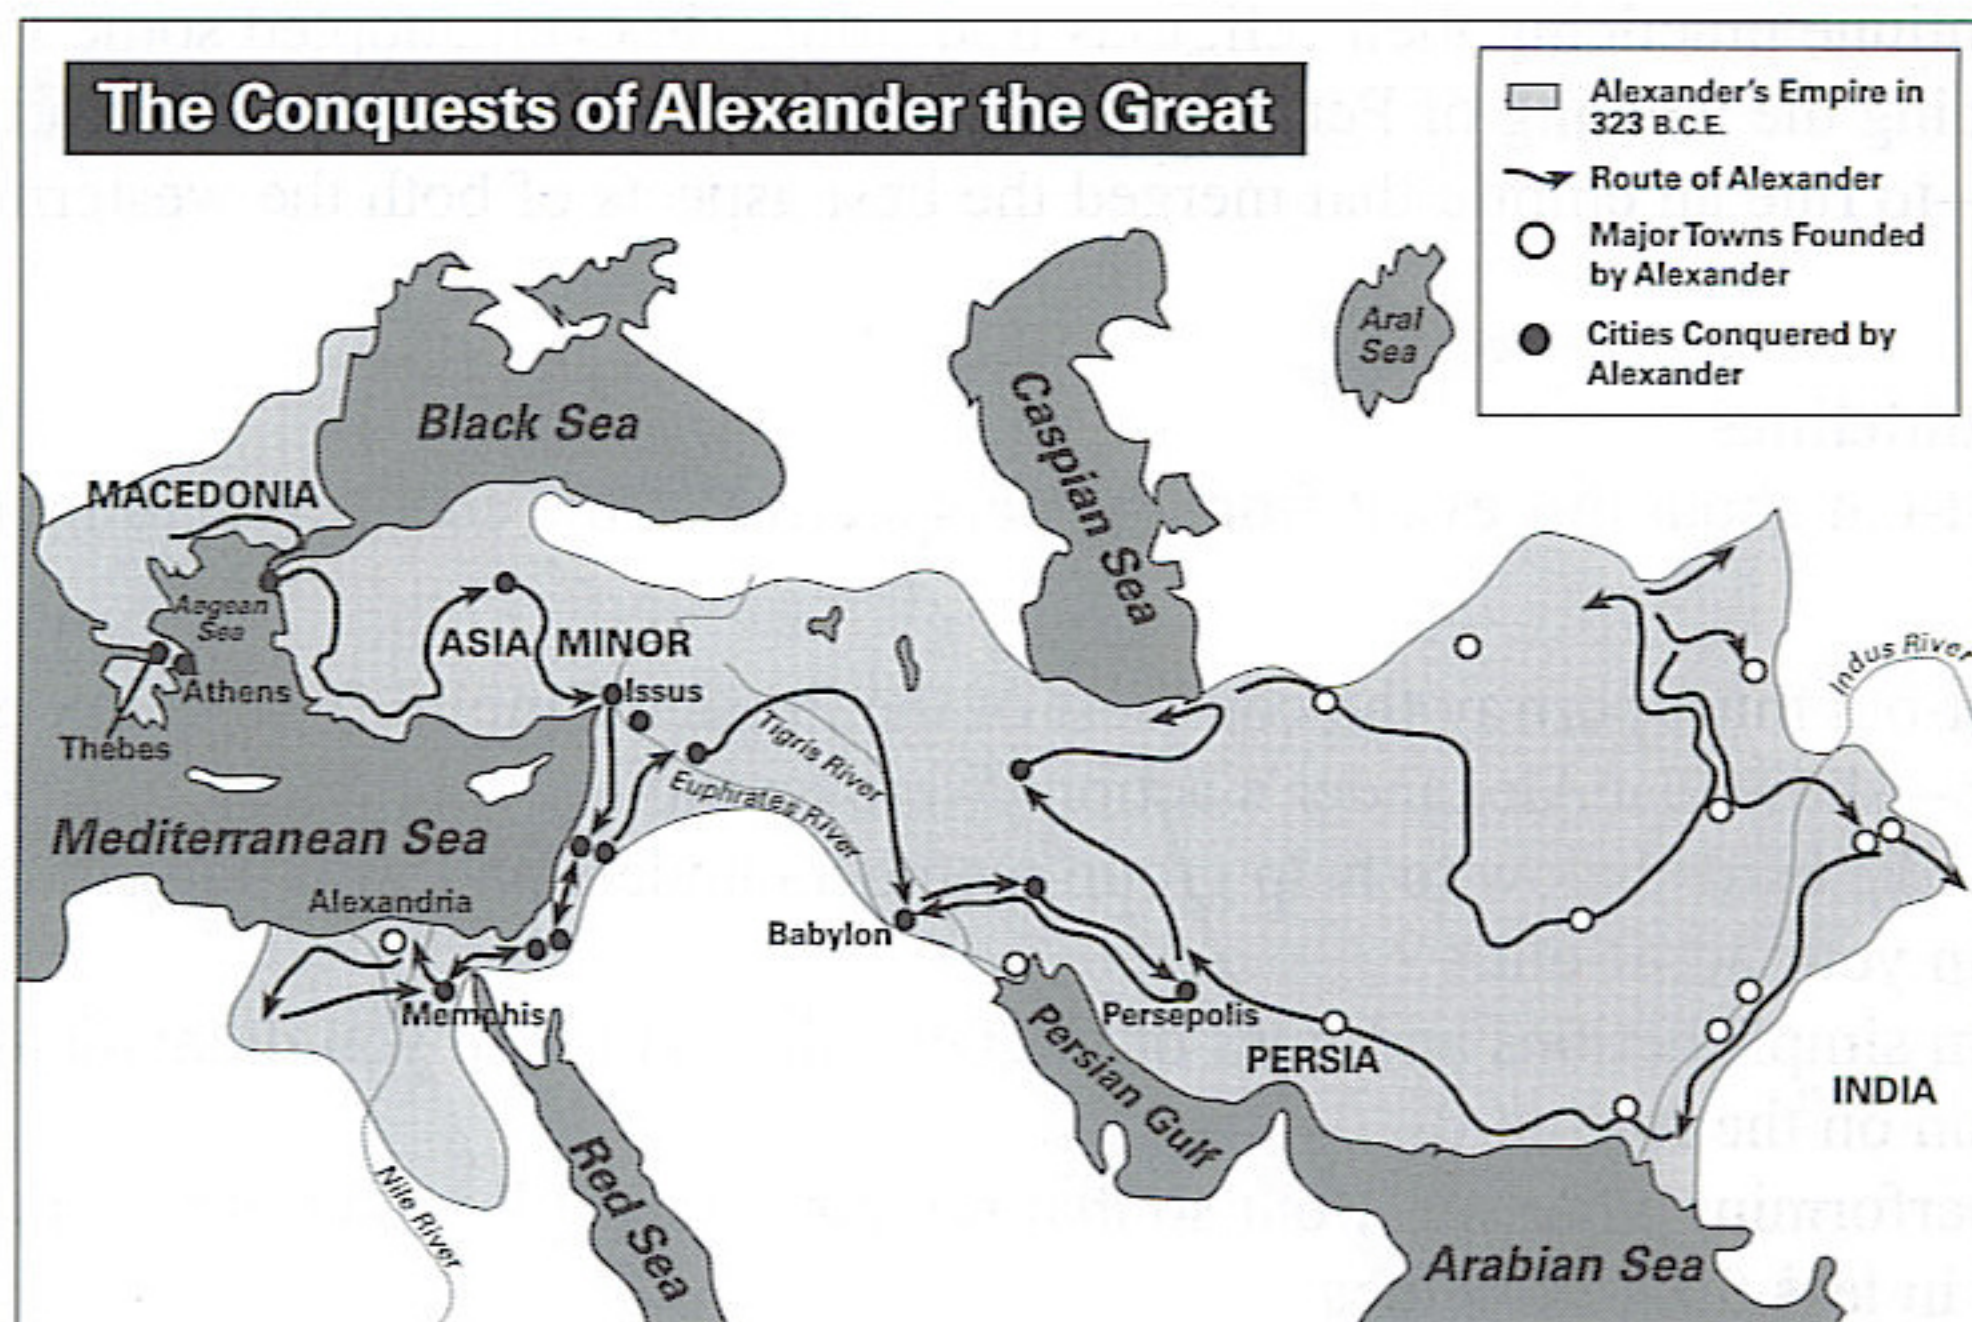 The Conquests of Alexander the Great
Alexander's Empire in
323 B.C.E.
Route of Alexander
Major Towns Founded
by Alexander
Cities Conquered by
Alexander
Aral
Sea
Black Sea
Caspian Sea
MACEDONIA
Aegean
Sea
ASIA MINOR
Indus River
Athens
Issus
Thebes
Tigris River
Euphrates River
Mediterranean Sea
Alexandria
Babylon
Memphis
Persepolis
Persian Gulf
PERSIA
INDIA
Nile River
Red Sea
Arabian Sea